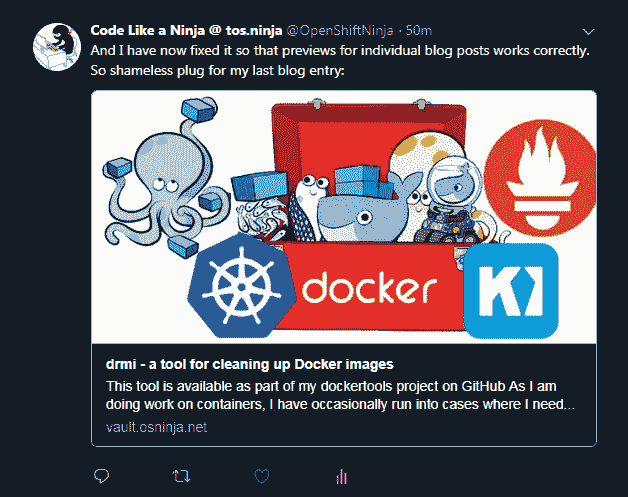 Code Like a Ninja @ tos.ninja @OpenShiftNinja · 50m
And I have now fixed it so that previews for individual blog posts works correctly.
So shameless plug for my last blog entry:
docker
K
drmi - a tool for cleaning up Docker images
This tool is available as part of my dockertools project on GitHub As I am
doing work on containers, I have occasionally run into cases where I need...
vault.osninja.net